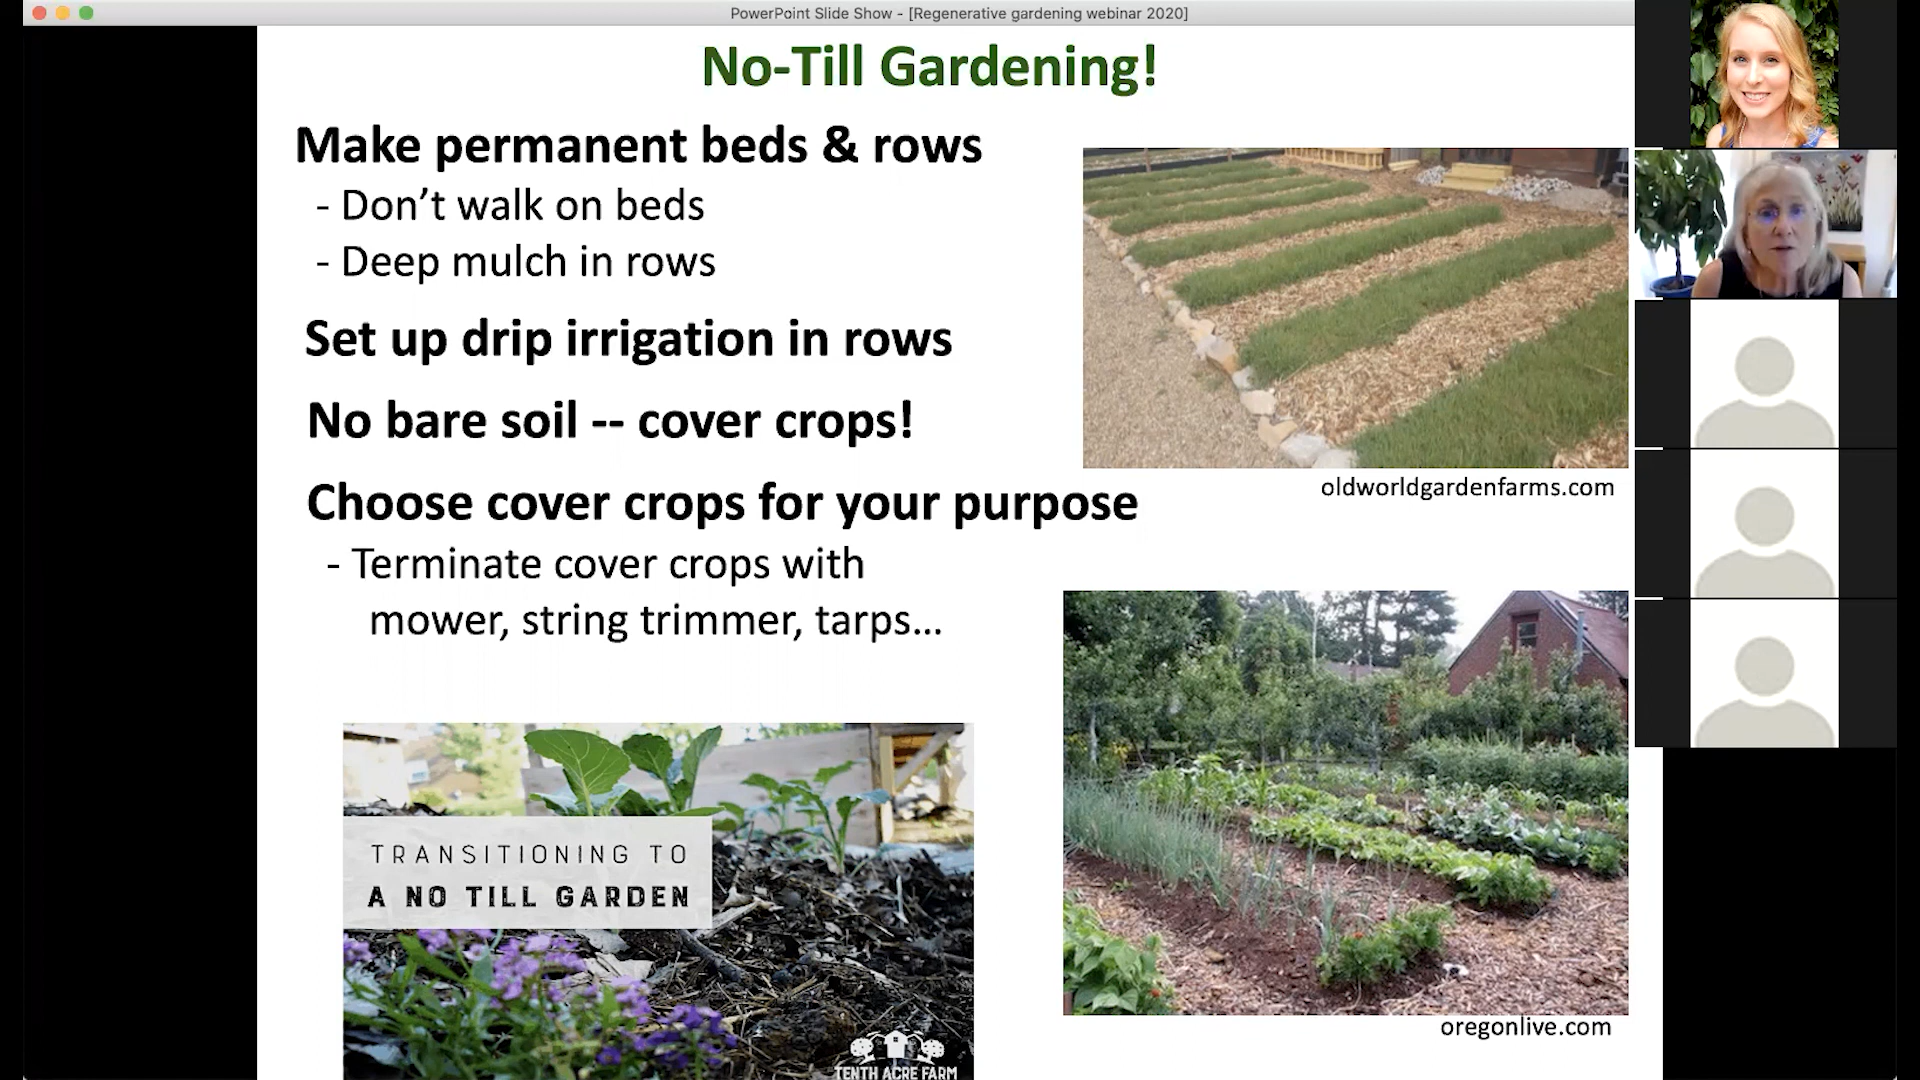 PowerPoint Slide Show - [Regenerative gardening webinar 2020]
No-Till Gardening!
Make permanent beds & rows
- Don’t walk on beds
- Deep mulch in rows
Set up drip irrigation in rows
No bare soil -- cover crops!
Choose cover crops for your purpose
- Terminate cover crops with
mower, string trimmer, tarps...
oldworldgardenfarms.com
TRANSITIONING TO
A NO TILL GARDEN
TENTH ACRE FARM
oregonlive.com